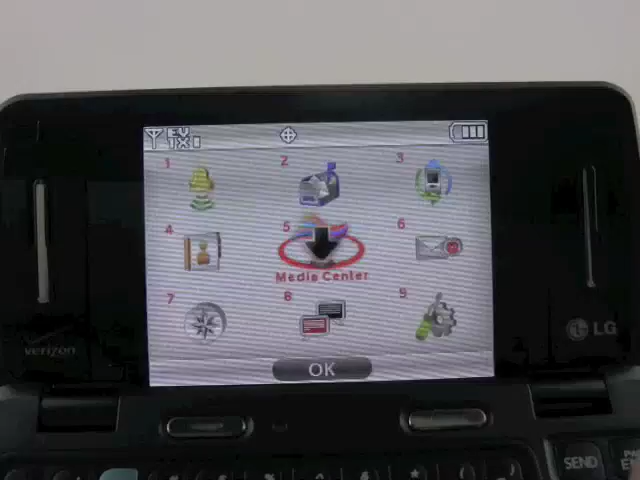 EV
1X
1 2 3
4 5 6
Media Center
7 8 9
verizon
LG
OK
SEND